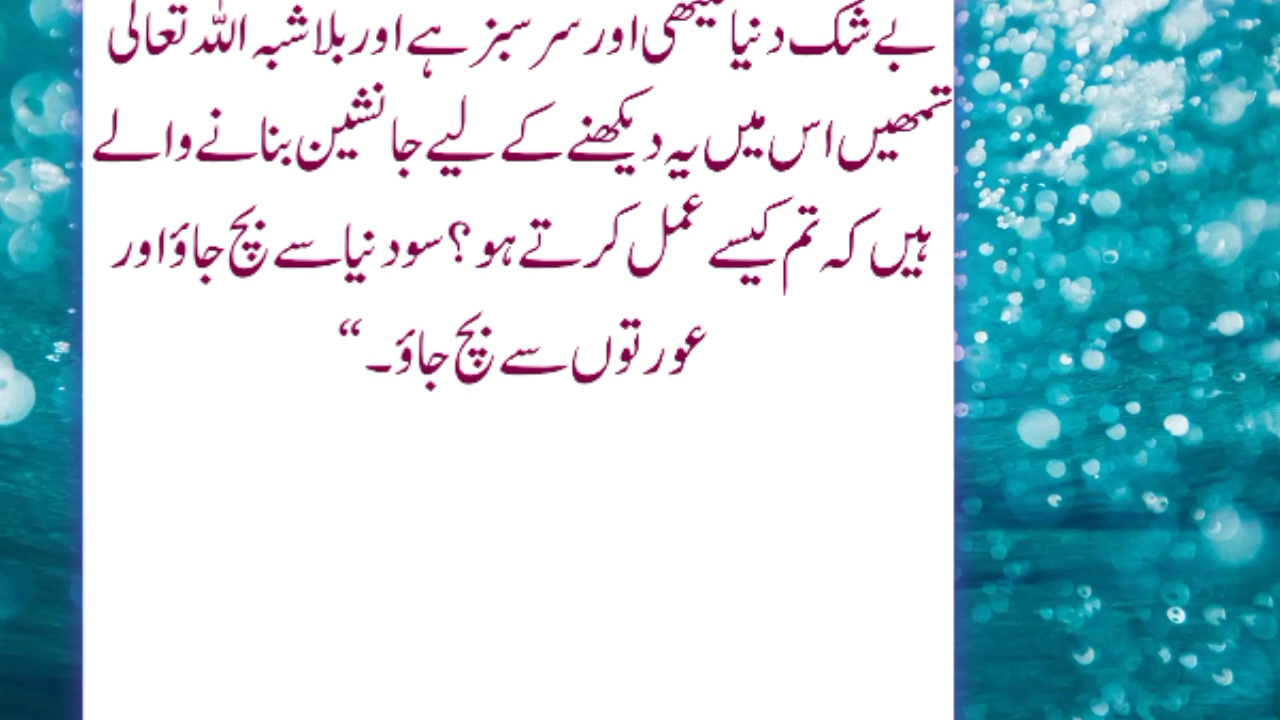 بے شک دنیا میٹھی اور سرسبز ہے اور بلاشبہ اللہ تعالیٰ
تمھیں اس میں یہ دیکھنے کے لیے جانشین بنانے والے
ہیں کہ تم کیسے عمل کرتے ہو؟ سو دنیا سے بچ جاؤ اور
عورتوں سے بچ جاؤ۔“